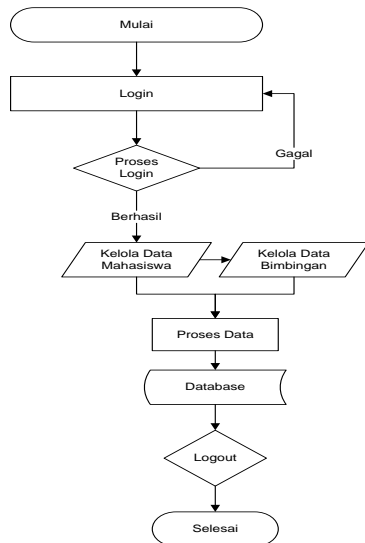 Mulai
Login
Proses
Login
Gagal
Berhasil
Kelola Data
Mahasiswa
Kelola Data
Bimbingan
Proses Data
Database
Logout
Selesai